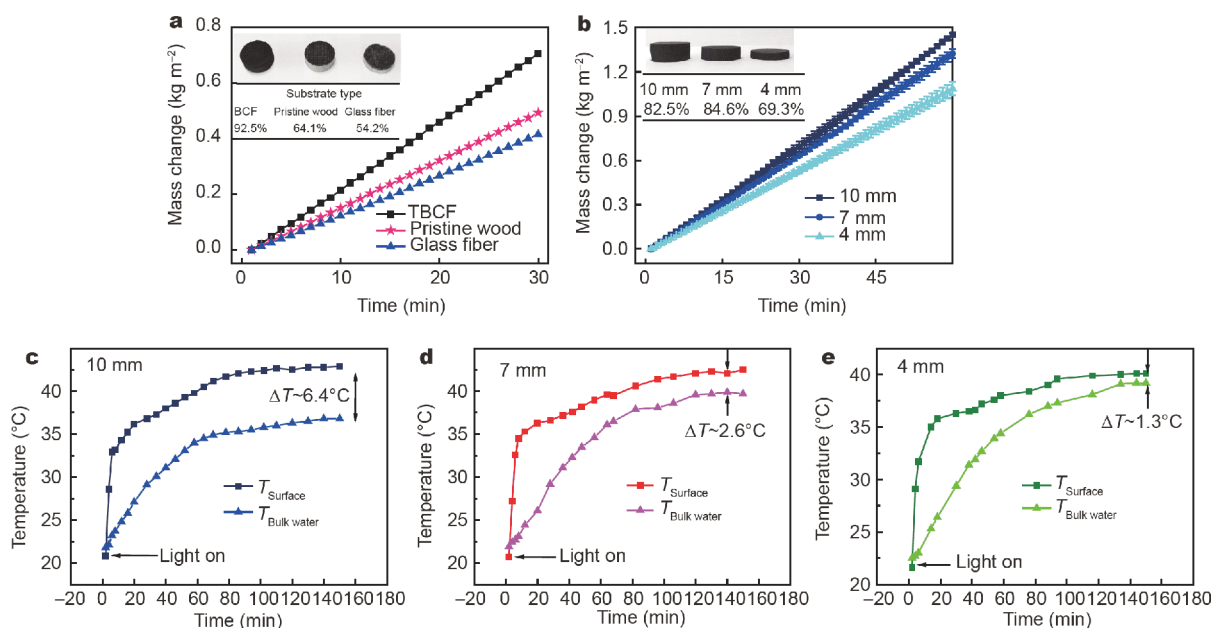 a
0.8
0.6
0.4
0.2
0.0
Mass change (kg m⁻²)
Substrate type
BCF Pristine wood Glass fiber
92.5% 64.1% 54.2%
TBCF
Pristine wood
Glass fiber
0 10 20 30
Time (min)
b
1.5
1.2
0.9
0.6
0.3
0.0
Mass change (kg m⁻²)
10 mm 7 mm 4 mm
82.5% 84.6% 69.3%
10 mm
7 mm
4 mm
0 15 30 45
Time (min)
c
10 mm
40
35
30
25
20
Temperature (°C)
ΔT~6.4°C
T Surface
T Bulk water
Light on
−20 0 20 40 60 80 100 120 140 160 180
Time (min)
d
7 mm
40
35
30
25
20
Temperature (°C)
ΔT~2.6°C
T Surface
T Bulk water
Light on
−20 0 20 40 60 80 100 120 140 160 180
Time (min)
e
4 mm
40
35
30
25
20
Temperature (°C)
ΔT~1.3°C
T Surface
T Bulk water
Light on
−20 0 20 40 60 80 100 120 140 160 180
Time (min)